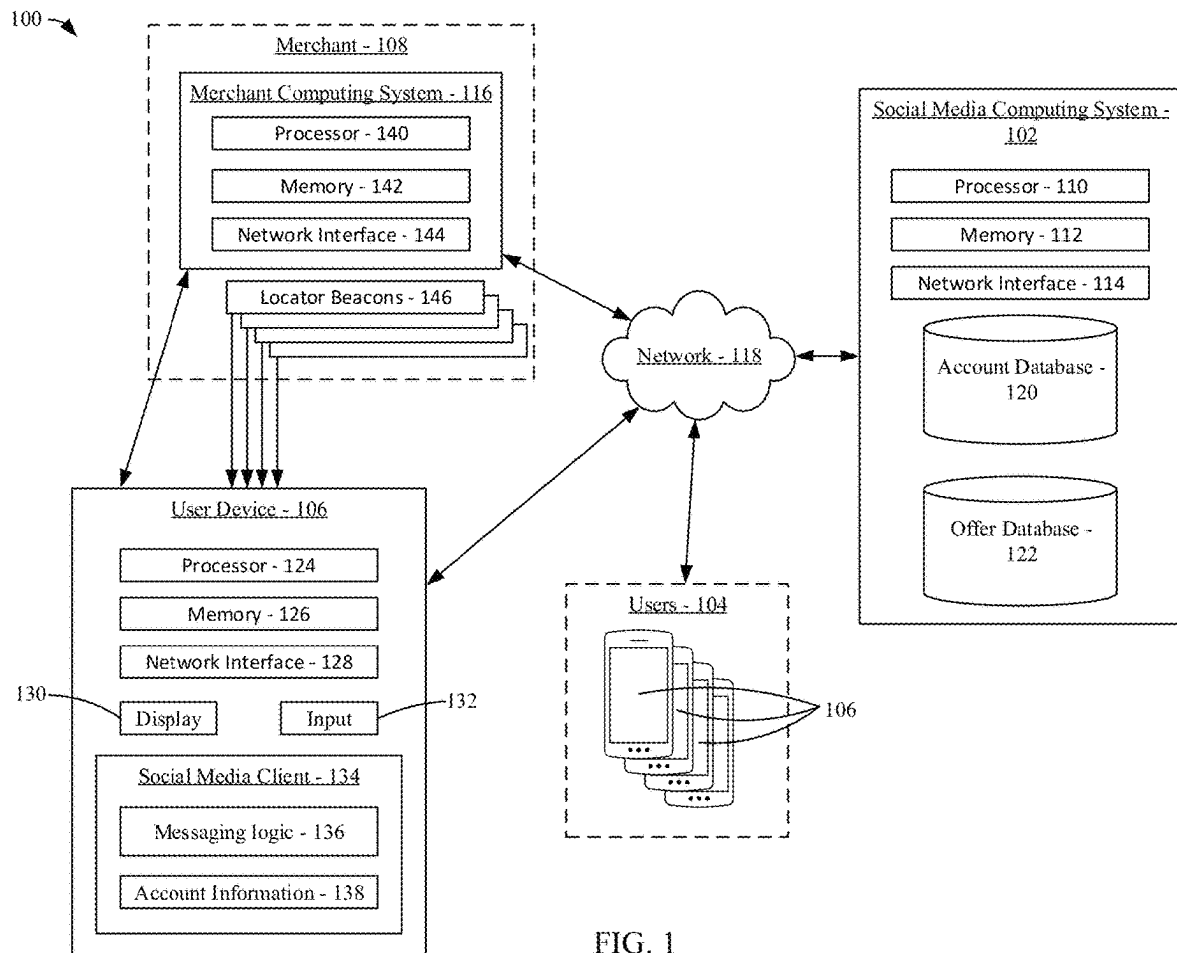 100
Merchant - 108
Merchant Computing System - 116
Processor - 140
Memory - 142
Network Interface - 144
Locator Beacons - 146
Social Media Computing System -
102
Processor - 110
Memory - 112
Network Interface - 114
Account Database -
120
Offer Database -
122
Network - 118
User Device - 106
Processor - 124
Memory - 126
Network Interface - 128
130
Display
Input
132
Social Media Client - 134
Messaging logic - 136
Account Information - 138
Users - 104
106
FIG. 1